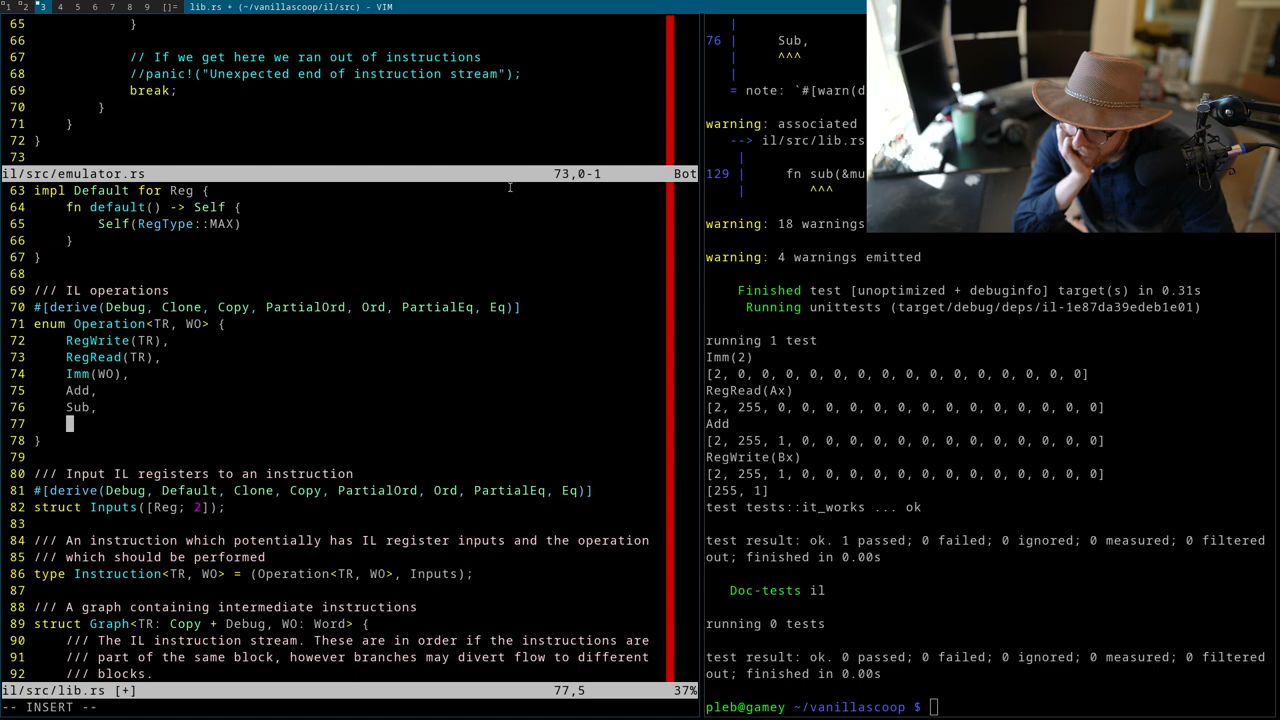 1 2 3 4 5 6 7 8 9 []= lib.rs + (~/vanillascoop/il/src) - VIM
65 }
66
67 // If we get here we ran out of instructions
68 //panic!("Unexpected end of instruction stream");
69 break;
70 }
71 }
72 }
73
il/src/emulator.rs 73,0-1 Bot
63 impl Default for Reg {
64 fn default() -> Self {
65 Self(RegType::MAX)
66 }
67 }
68
69 /// IL operations
70 #[derive(Debug, Clone, Copy, PartialOrd, Ord, PartialEq, Eq)]
71 enum Operation<TR, WO> {
72 RegWrite(TR),
73 RegRead(TR),
74 Imm(WO),
75 Add,
76 Sub,
77
78 }
79
80 /// Input IL registers to an instruction
81 #[derive(Debug, Default, Clone, Copy, PartialOrd, Ord, PartialEq, Eq)]
82 struct Inputs([Reg; 2]);
83
84 /// An instruction which potentially has IL register inputs and the operation
85 /// which should be performed
86 type Instruction<TR, WO> = (Operation<TR, WO>, Inputs);
87
88 /// A graph containing intermediate instructions
89 struct Graph<TR: Copy + Debug, WO: Word> {
90 /// The IL instruction stream. These are in order if the instructions are
91 /// part of the same block, however branches may divert flow to different
92 /// blocks.
il/src/lib.rs [+] 77,5 37%
-- INSERT --
|
76 | Sub,
| ^^^
|
= note: `#[warn(d
warning: associated
--> il/src/lib.rs
|
129 | fn sub(&mu
| ^^^
warning: 18 warnings
warning: 4 warnings emitted
Finished test [unoptimized + debuginfo] target(s) in 0.31s
Running unittests (target/debug/deps/il-1e87da39edeb1e01)
running 1 test
Imm(2)
[2, 0, 0, 0, 0, 0, 0, 0, 0, 0, 0, 0, 0, 0, 0, 0]
RegRead(Ax)
[2, 255, 0, 0, 0, 0, 0, 0, 0, 0, 0, 0, 0, 0, 0, 0]
Add
[2, 255, 1, 0, 0, 0, 0, 0, 0, 0, 0, 0, 0, 0, 0, 0]
RegWrite(Bx)
[2, 255, 1, 0, 0, 0, 0, 0, 0, 0, 0, 0, 0, 0, 0, 0]
[255, 1]
test tests::it_works ... ok
test result: ok. 1 passed; 0 failed; 0 ignored; 0 measured; 0 filtered
out; finished in 0.00s
Doc-tests il
running 0 tests
test result: ok. 0 passed; 0 failed; 0 ignored; 0 measured; 0 filtered
out; finished in 0.00s
pleb@gamey ~/vanillascoop $